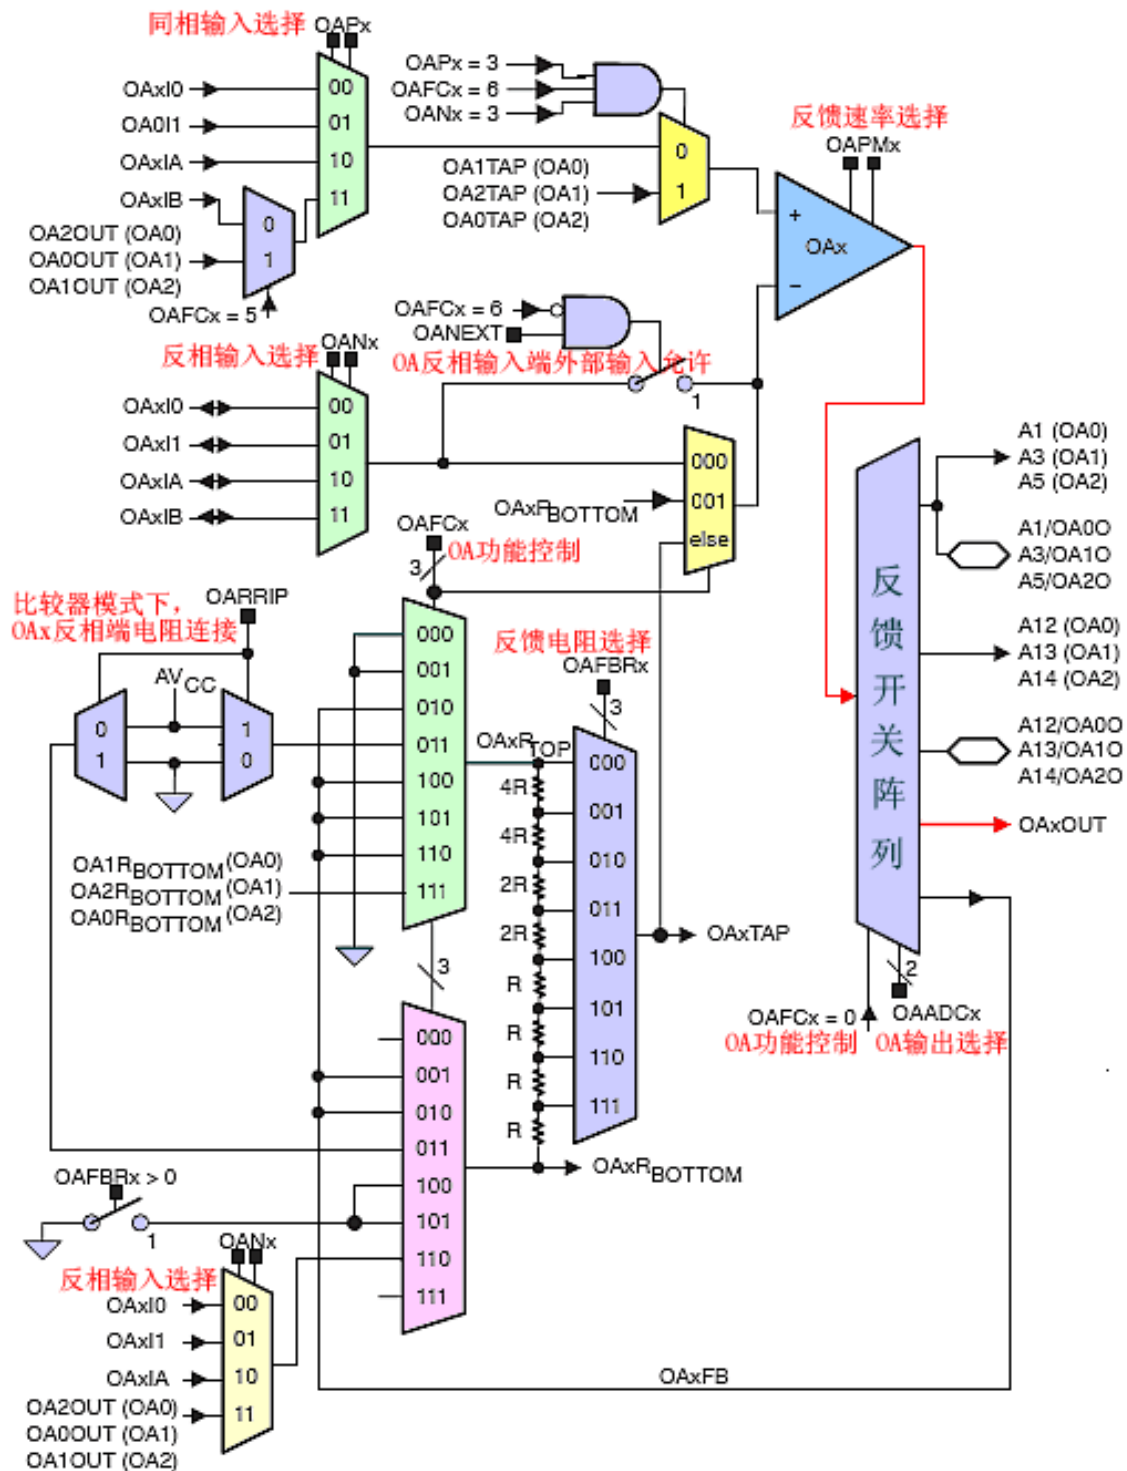 同相输入选择 OAPx
OAxI0
OA0I1
OAxIA
OAxIB
00
01
10
11
OA2OUT (OA0)
OA0OUT (OA1)
OA1OUT (OA2)
0
1
OAFCx = 5
OAPx = 3
OAFCx = 6
OANx = 3
OA1TAP (OA0)
OA2TAP (OA1)
OA0TAP (OA2)
0
1
反馈速率选择
OAPMx
+
OAx
−
OAFCx = 6
OANEXT
OA反相输入端外部输入允许
1
反相输入选择 OANx
OAxI0
OAxI1
OAxIA
OAxIB
00
01
10
11
000
001
else
OAxRBOTTOM
OAFCx
OA功能控制
3
比较器模式下,
OAx反相端电阻连接
OARRIP
AVCC
0
1
1
0
000
001
010
011
100
101
110
111
OA1RBOTTOM (OA0)
OA2RBOTTOM (OA1)
OA0RBOTTOM (OA2)
3
反馈电阻选择
OAFBRx
3
OAxRTOP
4R
4R
2R
2R
R
R
R
R
000
001
010
011
100
101
110
111
OAxTAP
OAxRBOTTOM
000
001
010
011
100
101
110
111
OAFBRx > 0
1
OANx
反相输入选择
OAxI0
OAxI1
OAxIA
OA2OUT (OA0)
OA0OUT (OA1)
OA1OUT (OA2)
00
01
10
11
OAxFB
反馈开关阵列
A1 (OA0)
A3 (OA1)
A5 (OA2)
A1/OA0O
A3/OA1O
A5/OA2O
A12 (OA0)
A13 (OA1)
A14 (OA2)
A12/OA0O
A13/OA1O
A14/OA2O
OAxOUT
2
OAFCx = 0
OAADCx
OA功能控制 OA输出选择